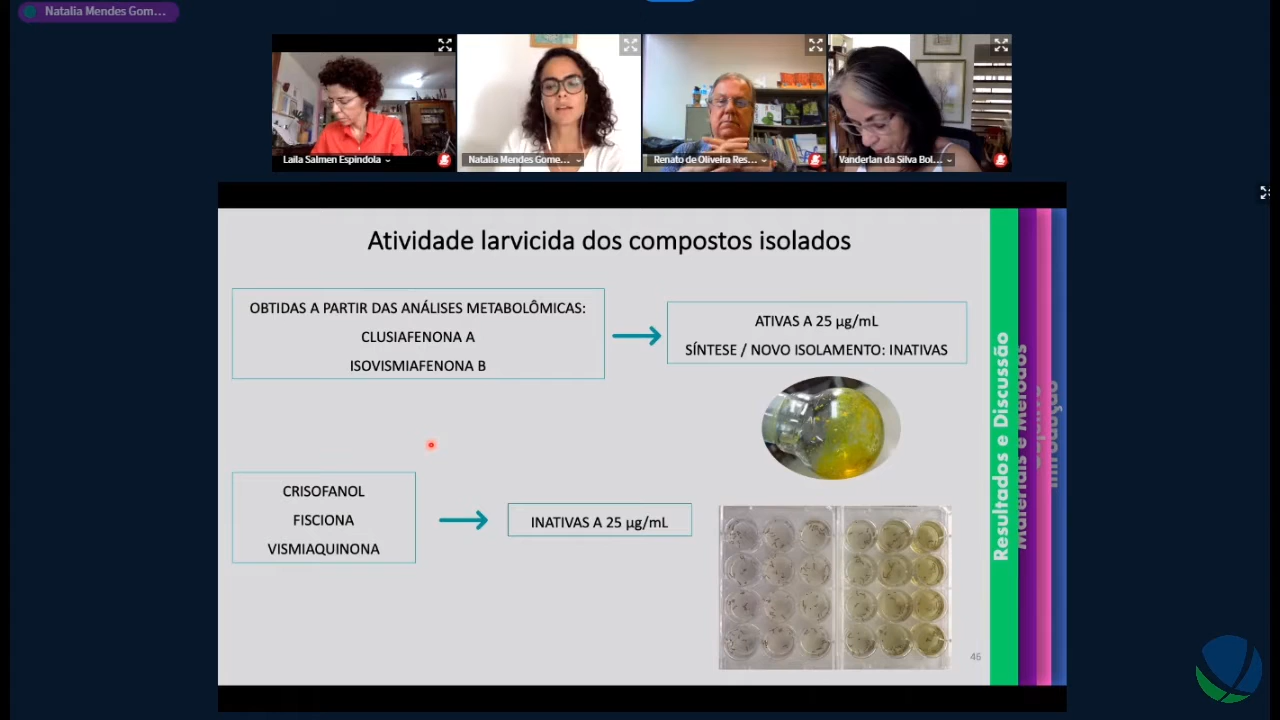 Natalia Mendes Gom...
Laila Salmen Espindola
Natalia Mendes Gome...
Renato de Oliveira Res...
Vanderlan da Silva Bol...
Atividade larvicida dos compostos isolados
OBTIDAS A PARTIR DAS ANÁLISES METABOLÔMICAS:
CLUSIAFENONA A
ISOVISMIAFENONA B
ATIVAS A 25 µg/mL
SÍNTESE / NOVO ISOLAMENTO: INATIVAS
CRISOFANOL
FISCIONA
VISMIAQUINONA
INATIVAS A 25 µg/mL
Resultados e Discussão
Materiais e Métodos
Objetivo
Introdução
46